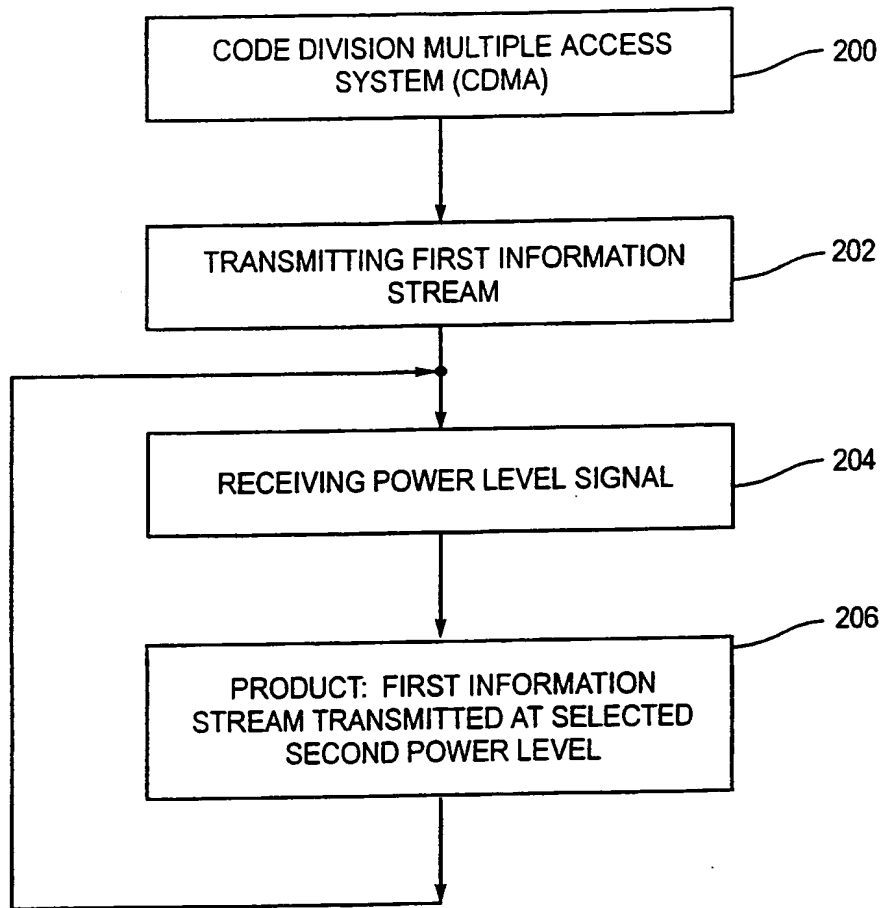 CODE DIVISION MULTIPLE ACCESS
SYSTEM (CDMA)
200
TRANSMITTING FIRST INFORMATION
STREAM
202
RECEIVING POWER LEVEL SIGNAL
204
206
PRODUCT: FIRST INFORMATION
STREAM TRANSMITTED AT SELECTED
SECOND POWER LEVEL